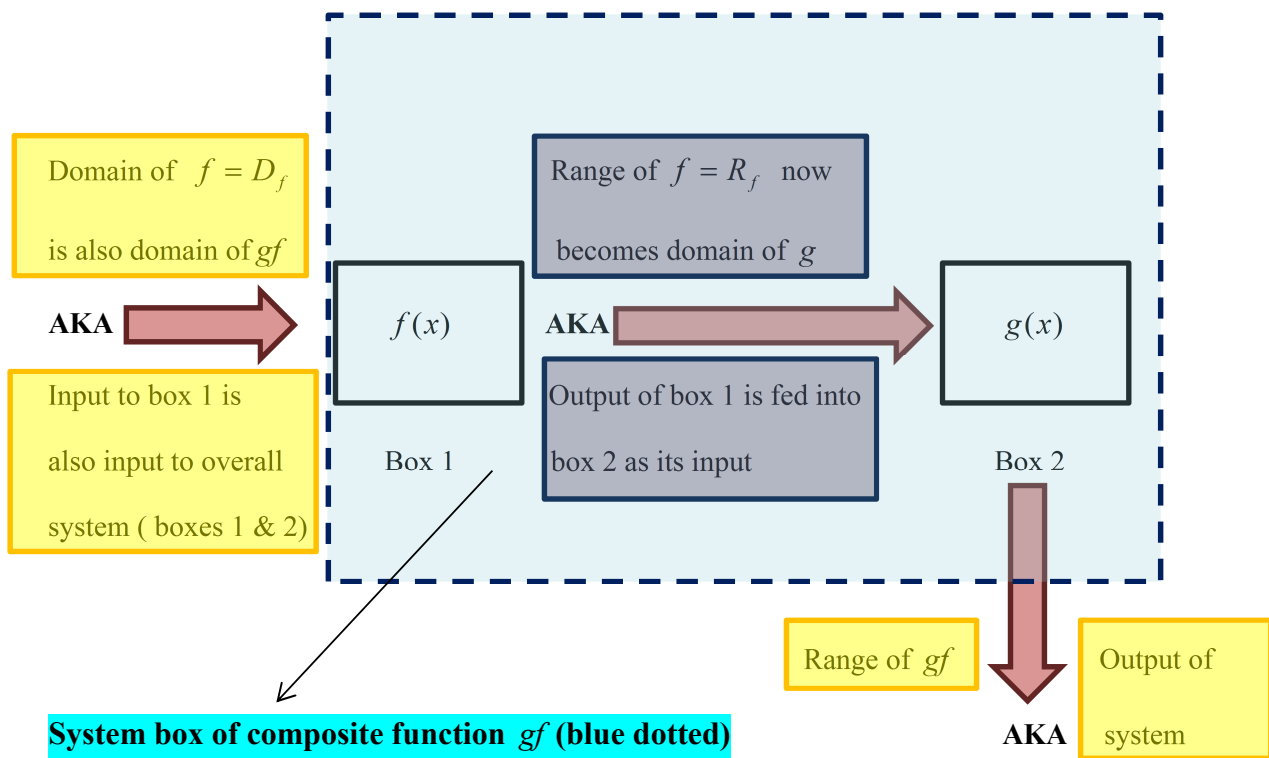 Domain of f = D_f
is also domain of gf
AKA
Input to box 1 is
also input to overall
system ( boxes 1 & 2)
f(x)
Box 1
Range of f = R_f now
becomes domain of g
AKA
Output of box 1 is fed into
box 2 as its input
g(x)
Box 2
Range of gf
AKA
Output of
system
System box of composite function gf (blue dotted)